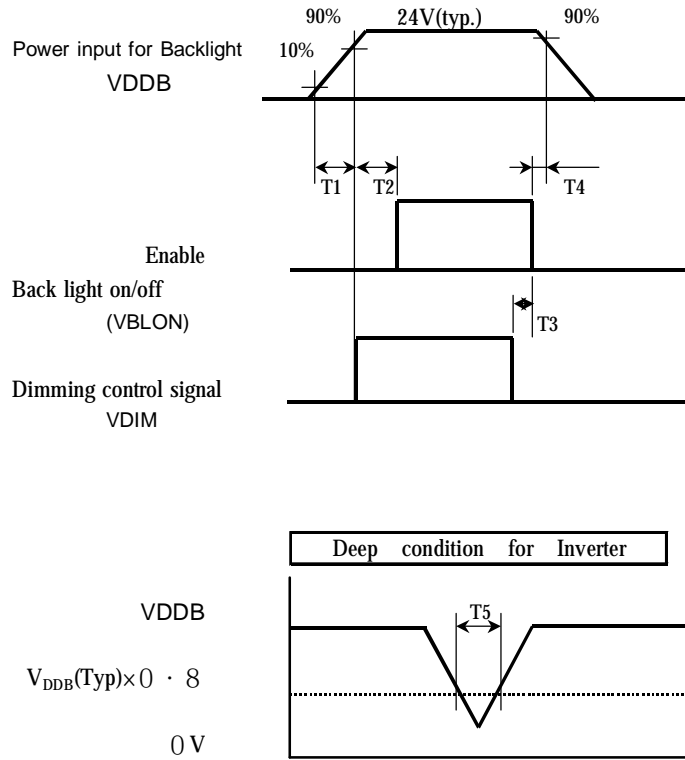 90% 24V(typ.) 90%
Power input for Backlight 10%
VDDB
T1 T2 T4
Enable
Back light on/off
(VBLON)
T3
Dimming control signal
VDIM
Deep condition for Inverter
VDDB T5
VDDB(Typ)×0・8
0V